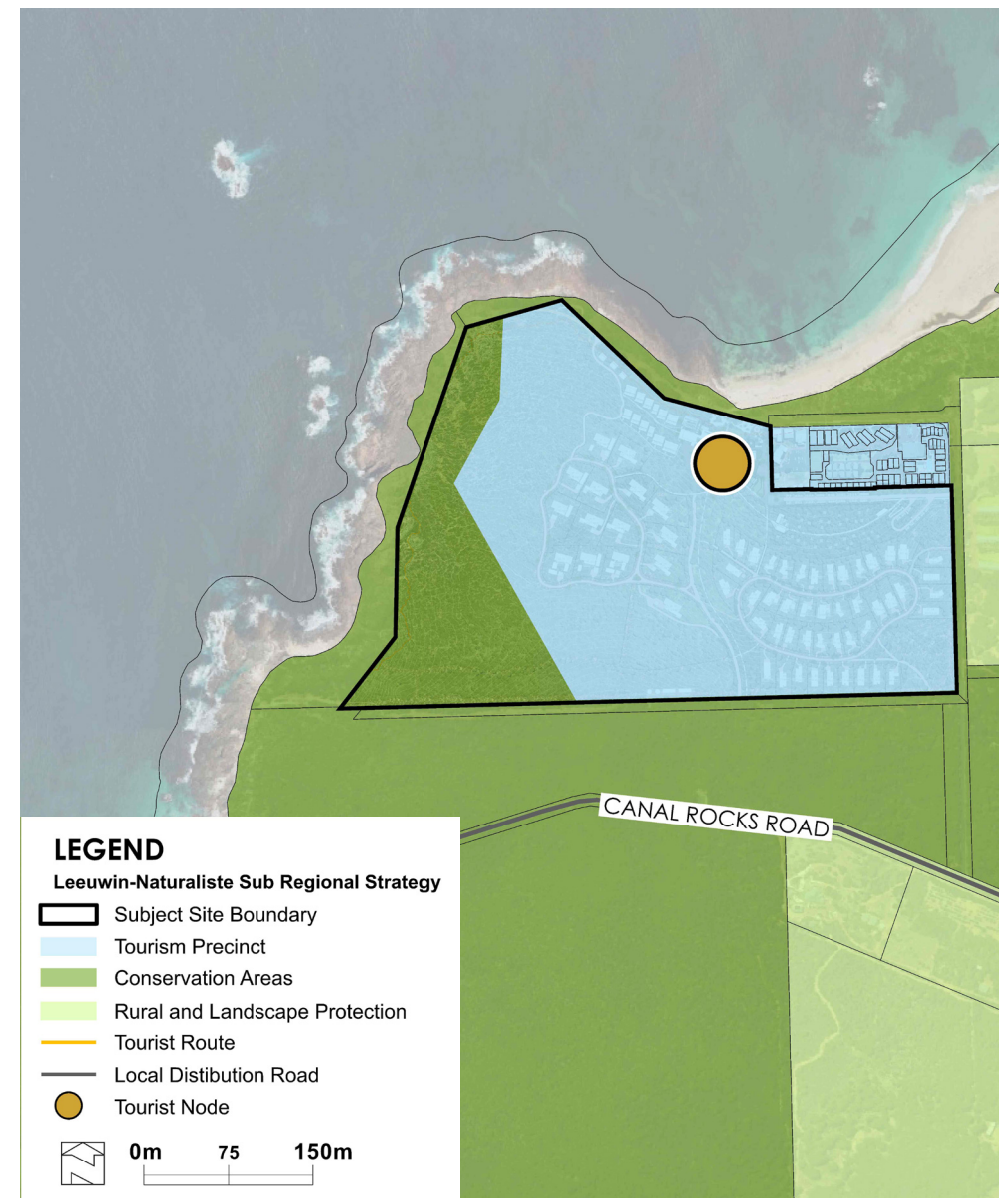 CANAL ROCKS ROAD
LEGEND
Leeuwin-Naturaliste Sub Regional Strategy
Subject Site Boundary
Tourism Precinct
Conservation Areas
Rural and Landscape Protection
Tourist Route
Local Distibution Road
Tourist Node
0m 75 150m